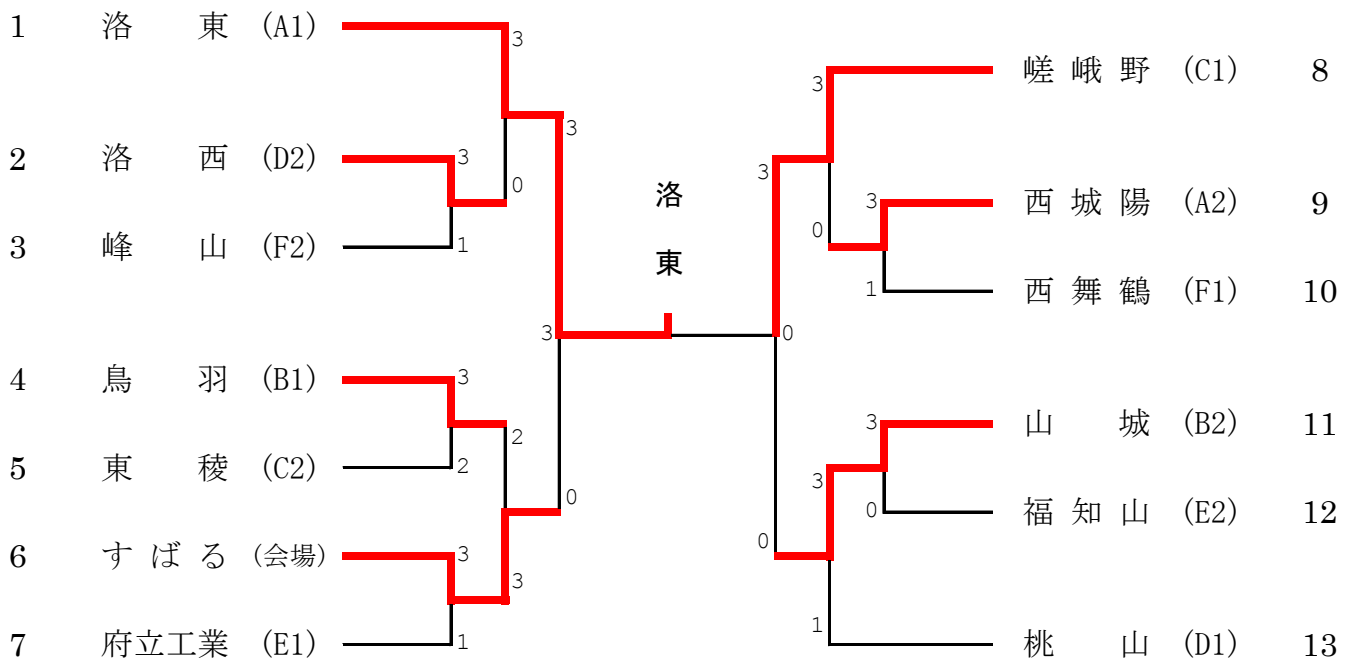 1 洛 東 (A1)
3
2 洛 西 (D2)
3
0
3 峰 山 (F2)
1
3
4 鳥 羽 (B1)
3
2
5 東 稜 (C2)
2
0
6 すばる (会場)
3
3
7 府立工業 (E1)
1
3
洛
東
0
嵯峨野 (C1) 8
3
3
西城陽 (A2) 9
3
0
西舞鶴 (F1) 10
1
山 城 (B2) 11
3
3
福知山 (E2) 12
0
0
桃 山 (D1) 13
1